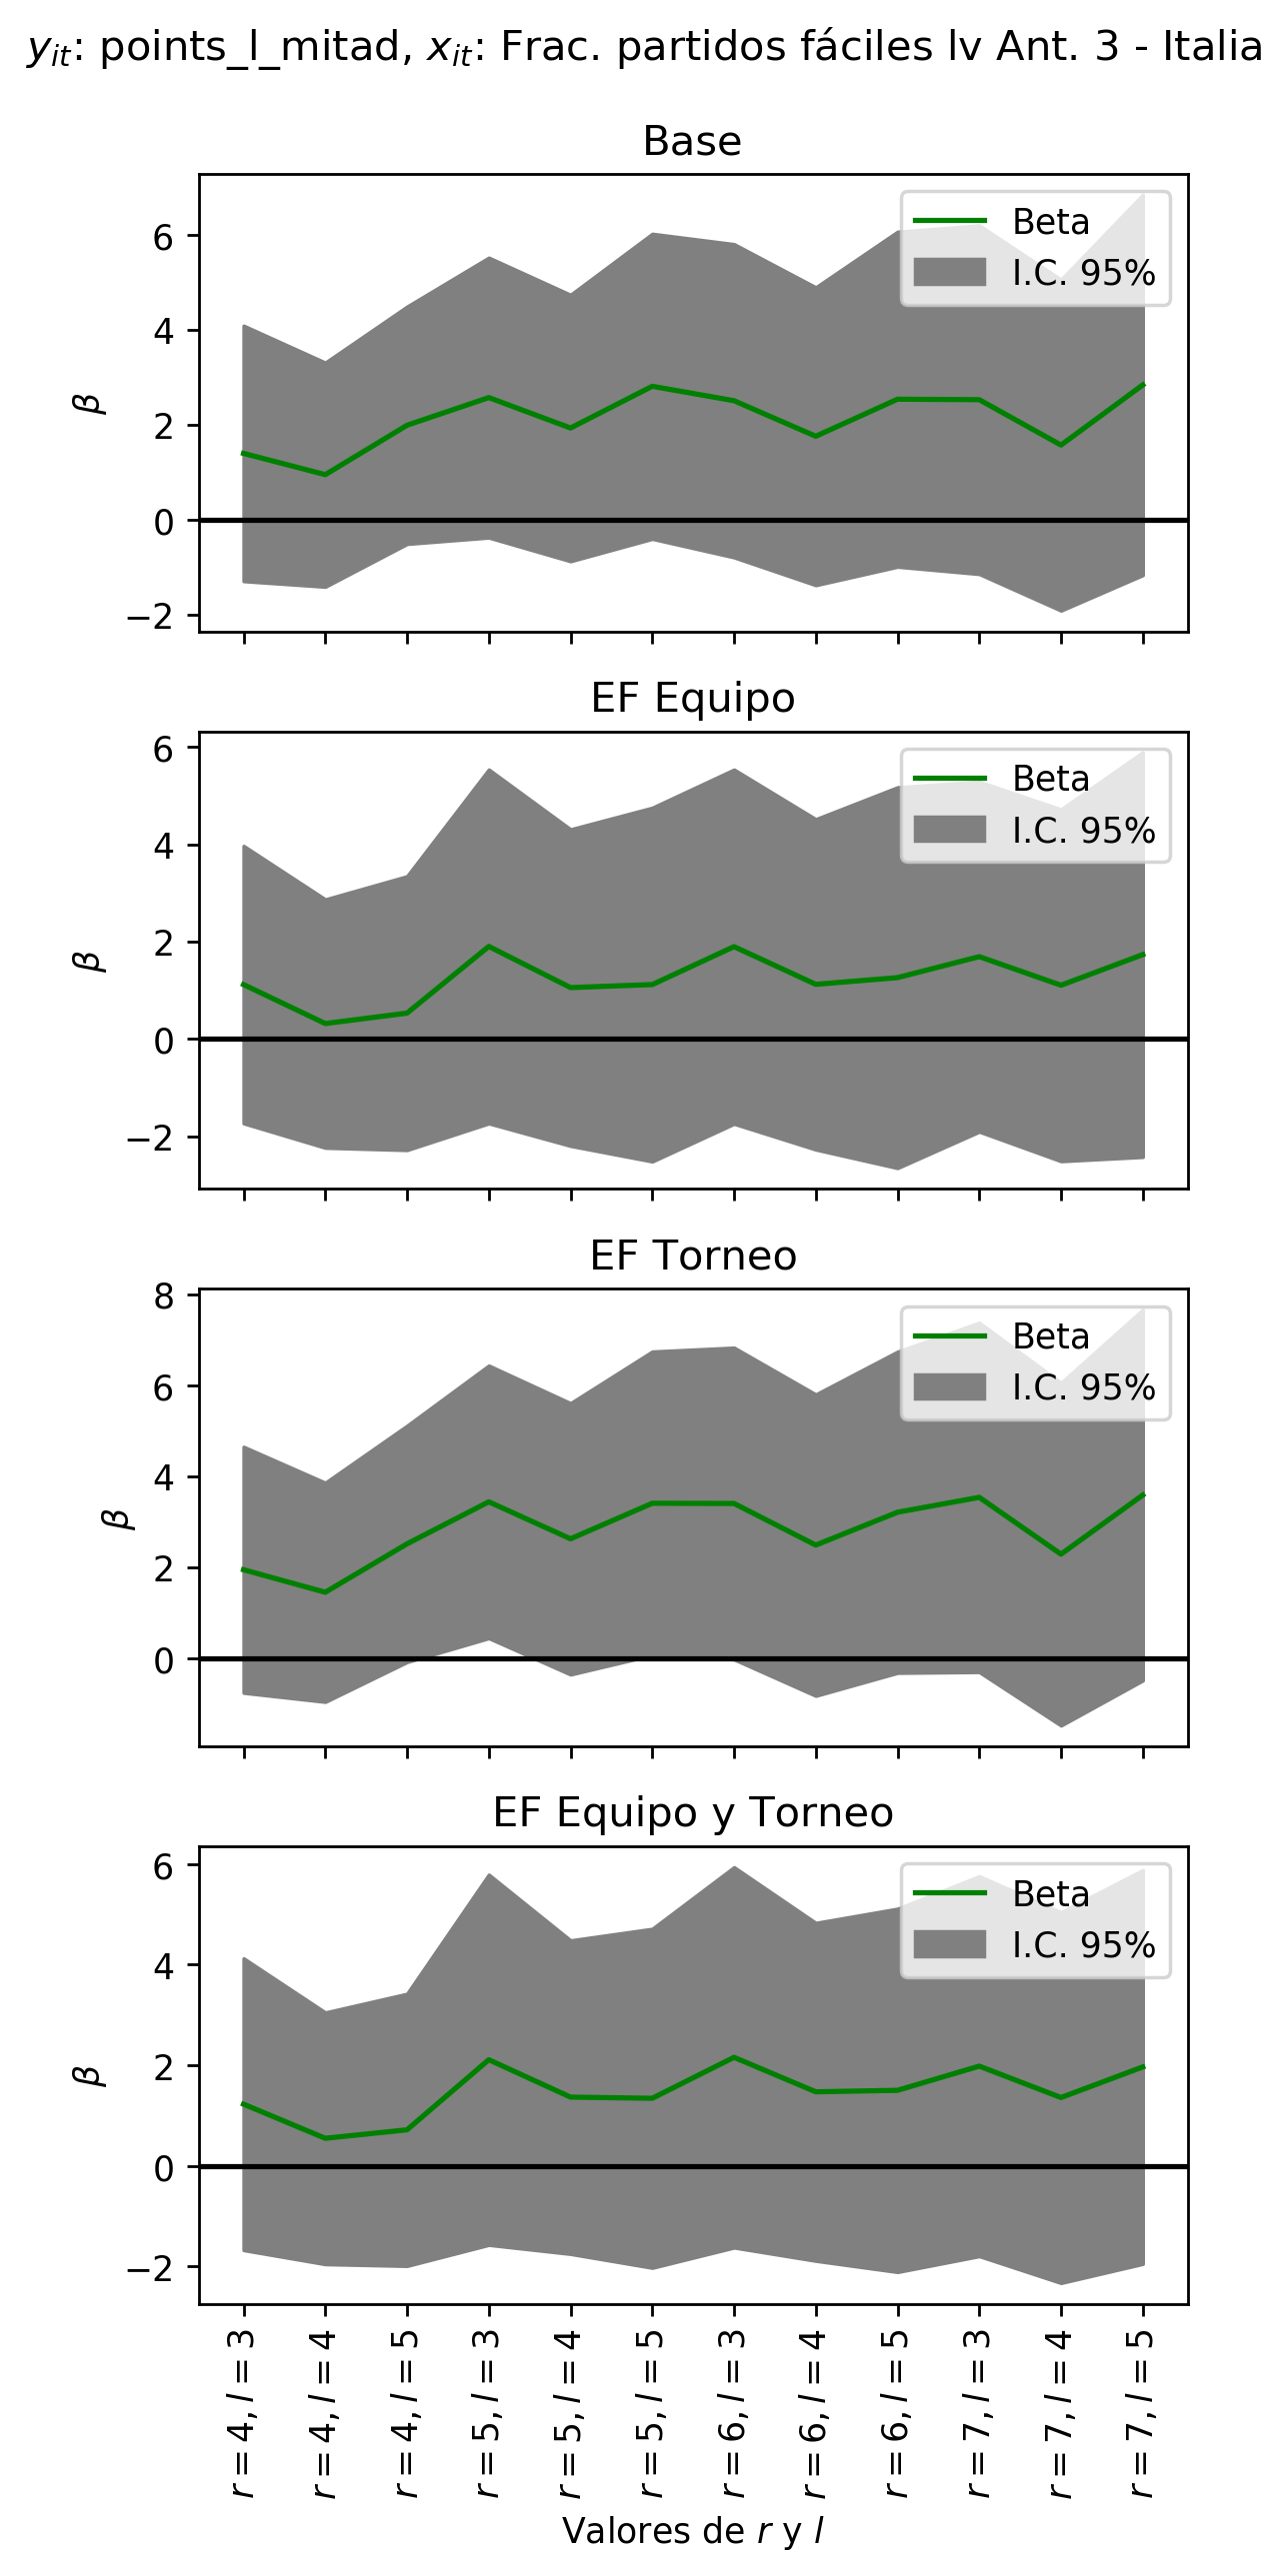 y_it: points_l_mitad, x_it: Frac. partidos fáciles lv Ant. 3 - Italia
Base
Beta
I.C. 95%
6
4
2
0
−2
β
EF Equipo
Beta
I.C. 95%
6
4
2
0
−2
β
EF Torneo
Beta
I.C. 95%
8
6
4
2
0
β
EF Equipo y Torneo
Beta
I.C. 95%
6
4
2
0
−2
β
r = 4, l = 3
r = 4, l = 4
r = 4, l = 5
r = 5, l = 3
r = 5, l = 4
r = 5, l = 5
r = 6, l = 3
r = 6, l = 4
r = 6, l = 5
r = 7, l = 3
r = 7, l = 4
r = 7, l = 5
Valores de r y l